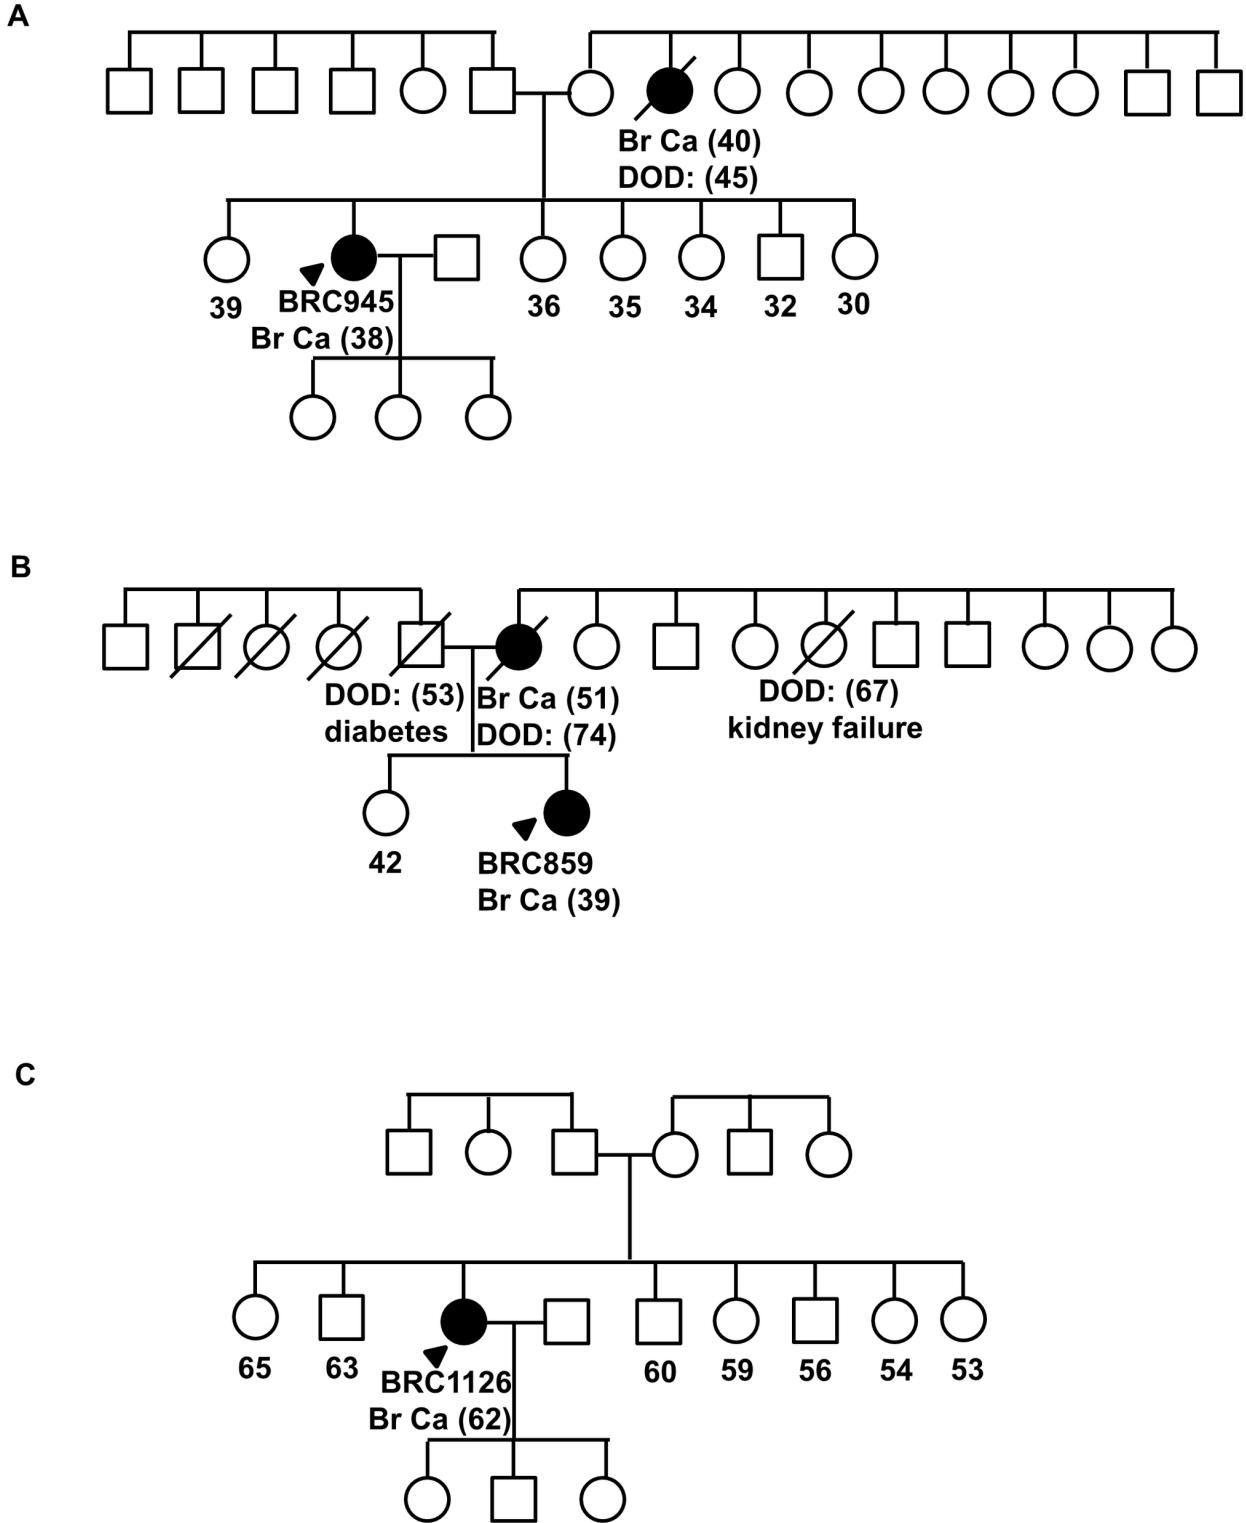 A
Br Ca (40)
DOD: (45)
39
BRC945
Br Ca (38)
36
35
34
32
30
B
DOD: (53)
diabetes
Br Ca (51)
DOD: (74)
DOD: (67)
kidney failure
42
BRC859
Br Ca (39)
C
65
63
BRC1126
Br Ca (62)
60
59
56
54
53